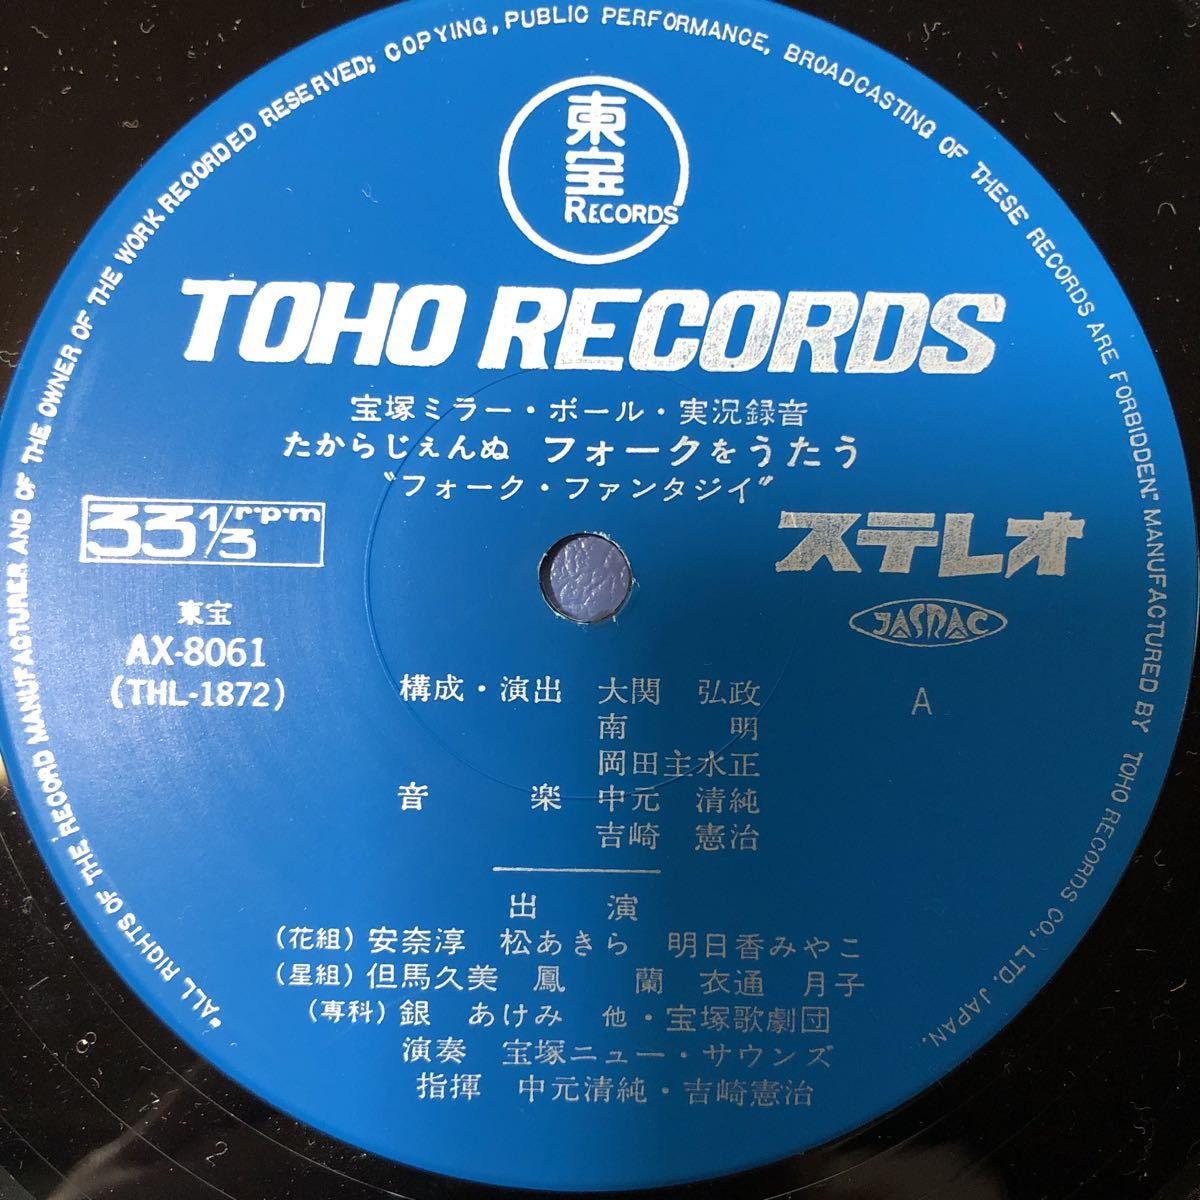 "ALL RIGHTS OF THE RECORD MANUFACTURER AND OF THE OWNER OF THE WORK RECORDED RESERVED; COPYING, PUBLIC PERFORMANCE, BROADCASTING OF THESE RECORDS ARE FORBIDDEN." MANUFACTURED BY TOHO RECORDS CO., LTD. JAPAN.
東宝
RECORDS
TOHO RECORDS
宝塚ミラー・ボール・実況録音
たからじぇんぬ フォークをうたう
"フォーク・ファンタジイ"
33 1/3 r・p・m
ステレオ
東宝
AX-8061
(THL-1872)
JASRAC
A
構成・演出 大関 弘政
南 明
岡田主水正
音 楽 中元 清純
吉崎 憲治
出 演
(花組) 安奈淳 松あきら 明日香みやこ
(星組) 但馬久美 鳳 蘭 衣通 月子
(専科) 銀 あけみ 他・宝塚歌劇団
演奏 宝塚ニュー・サウンズ
指揮 中元清純・吉崎憲治